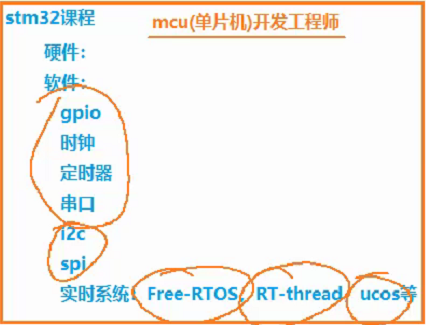 stm32课程
mcu(单片机)开发工程师
硬件：
软件：
gpio
时钟
定时器
串口
i2c
spi
实时系统：Free-RTOS、RT-thread ucos等